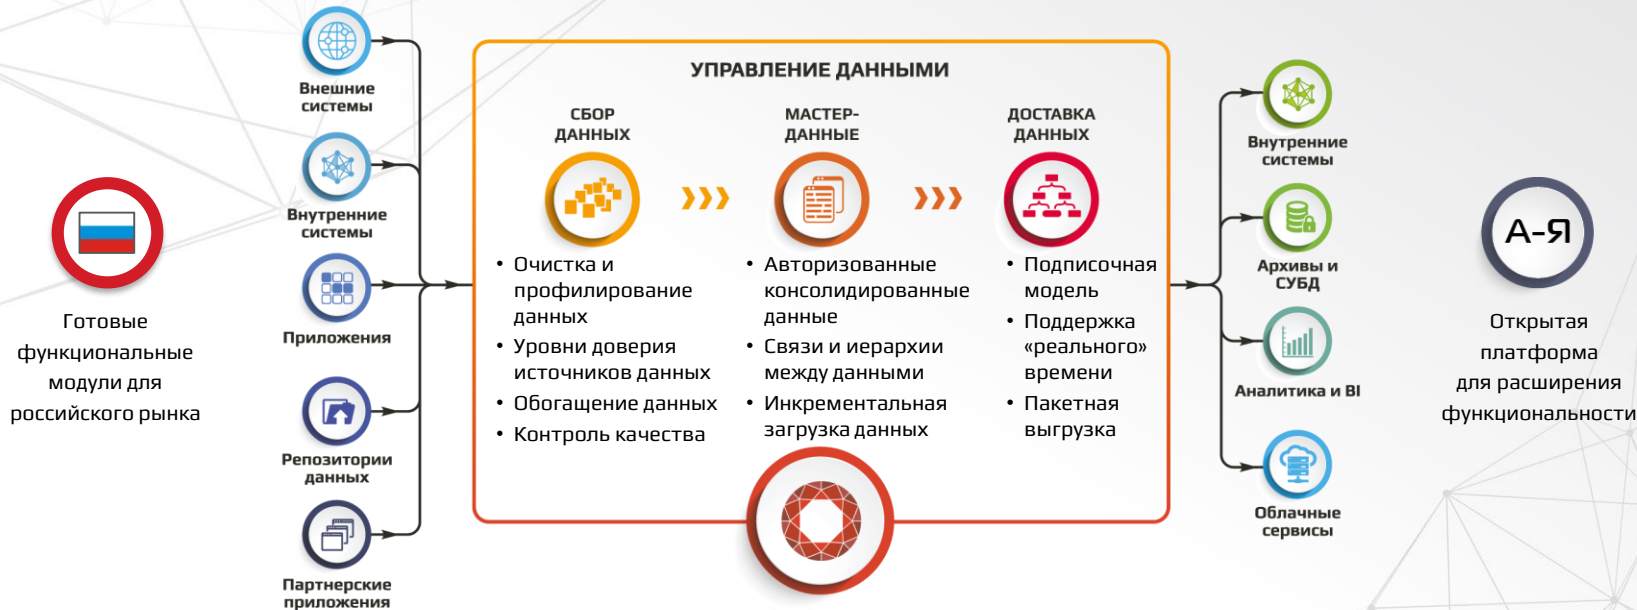 Готовые
функциональные
модули для
российского рынка
Внешние
системы
Внутренние
системы
Приложения
Репозитории
данных
Партнерские
приложения
УПРАВЛЕНИЕ ДАННЫМИ
СБОР
ДАННЫХ
• Очистка и
профилирование
данных
• Уровни доверия
источников данных
• Обогащение данных
• Контроль качества
МАСТЕР-
ДАННЫЕ
• Авторизованные
консолидированные
данные
• Связи и иерархии
между данными
• Инкрементальная
загрузка данных
ДОСТАВКА
ДАННЫХ
• Подписочная
модель
• Поддержка
«реального»
времени
• Пакетная
выгрузка
Внутренние
системы
Архивы и
СУБД
Аналитика и BI
Облачные
сервисы
А-Я
Открытая
платформа
для расширения
функциональности